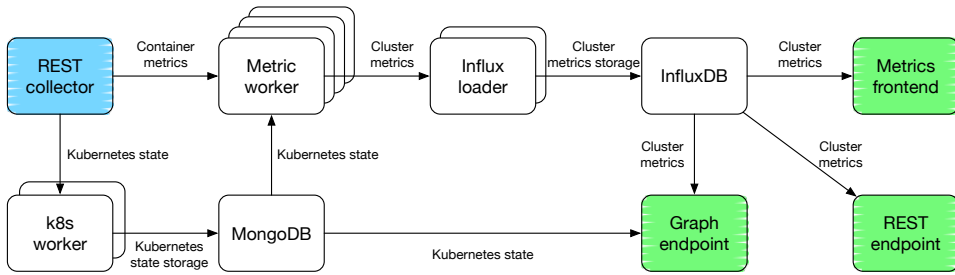 REST
collector
Container
metrics
Metric
worker
Cluster
metrics
Influx
loader
Cluster
metrics storage
InfluxDB
Cluster
metrics
Metrics
frontend
Kubernetes state
Kubernetes state
Cluster
metrics
Cluster
metrics
k8s
worker
Kubernetes
state storage
MongoDB
Kubernetes state
Graph
endpoint
REST
endpoint